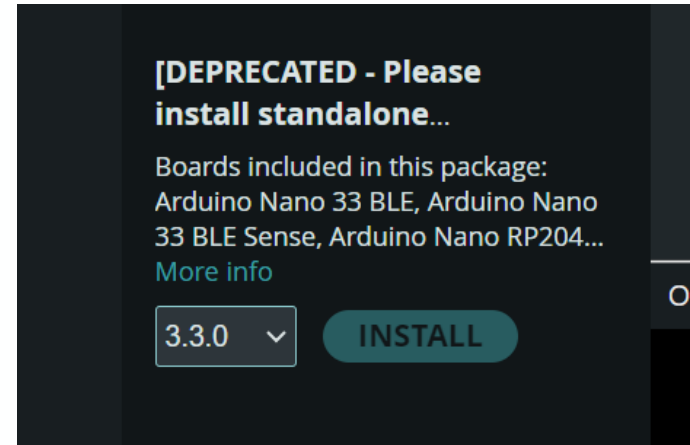 [DEPRECATED - Please
install standalone...
Boards included in this package:
Arduino Nano 33 BLE, Arduino Nano
33 BLE Sense, Arduino Nano RP204...
More info
3.3.0
INSTALL
O